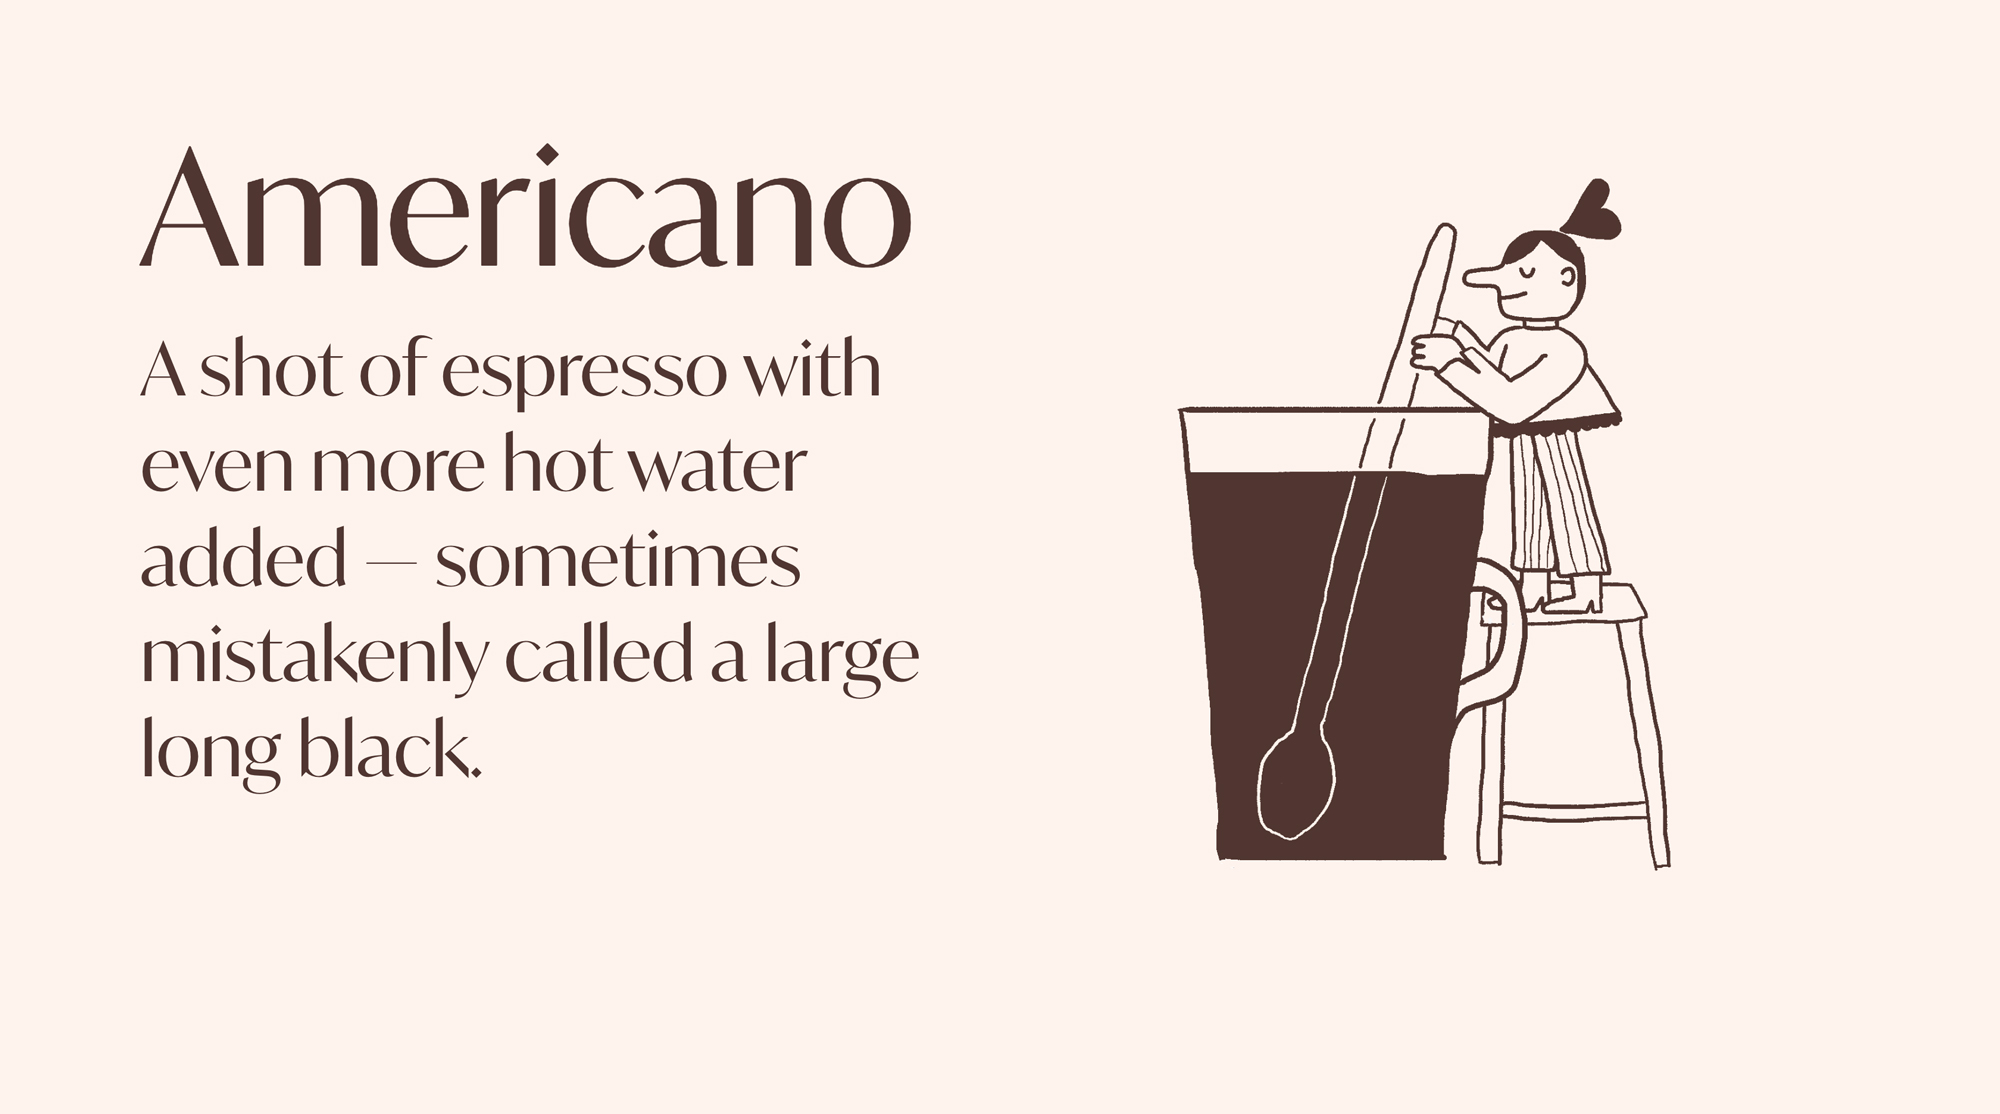 Americano
A shot of espresso with
even more hot water
added — sometimes
mistakenly called a large
long black.